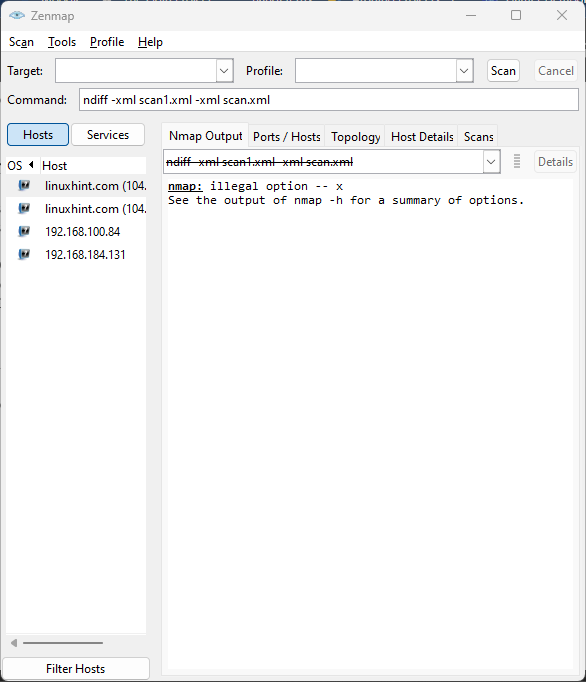 Zenmap
Scan Tools Profile Help
Target: Profile: Scan Cancel
Command: ndiff -xml scan1.xml -xml scan.xml
Hosts Services
Nmap Output Ports / Hosts Topology Host Details Scans
OS Host
ndiff -xml scan1.xml -xml scan.xml Details
linuxhint.com (104.
linuxhint.com (104.
192.168.100.84
192.168.184.131
nmap: illegal option -- x
See the output of nmap -h for a summary of options.
Filter Hosts